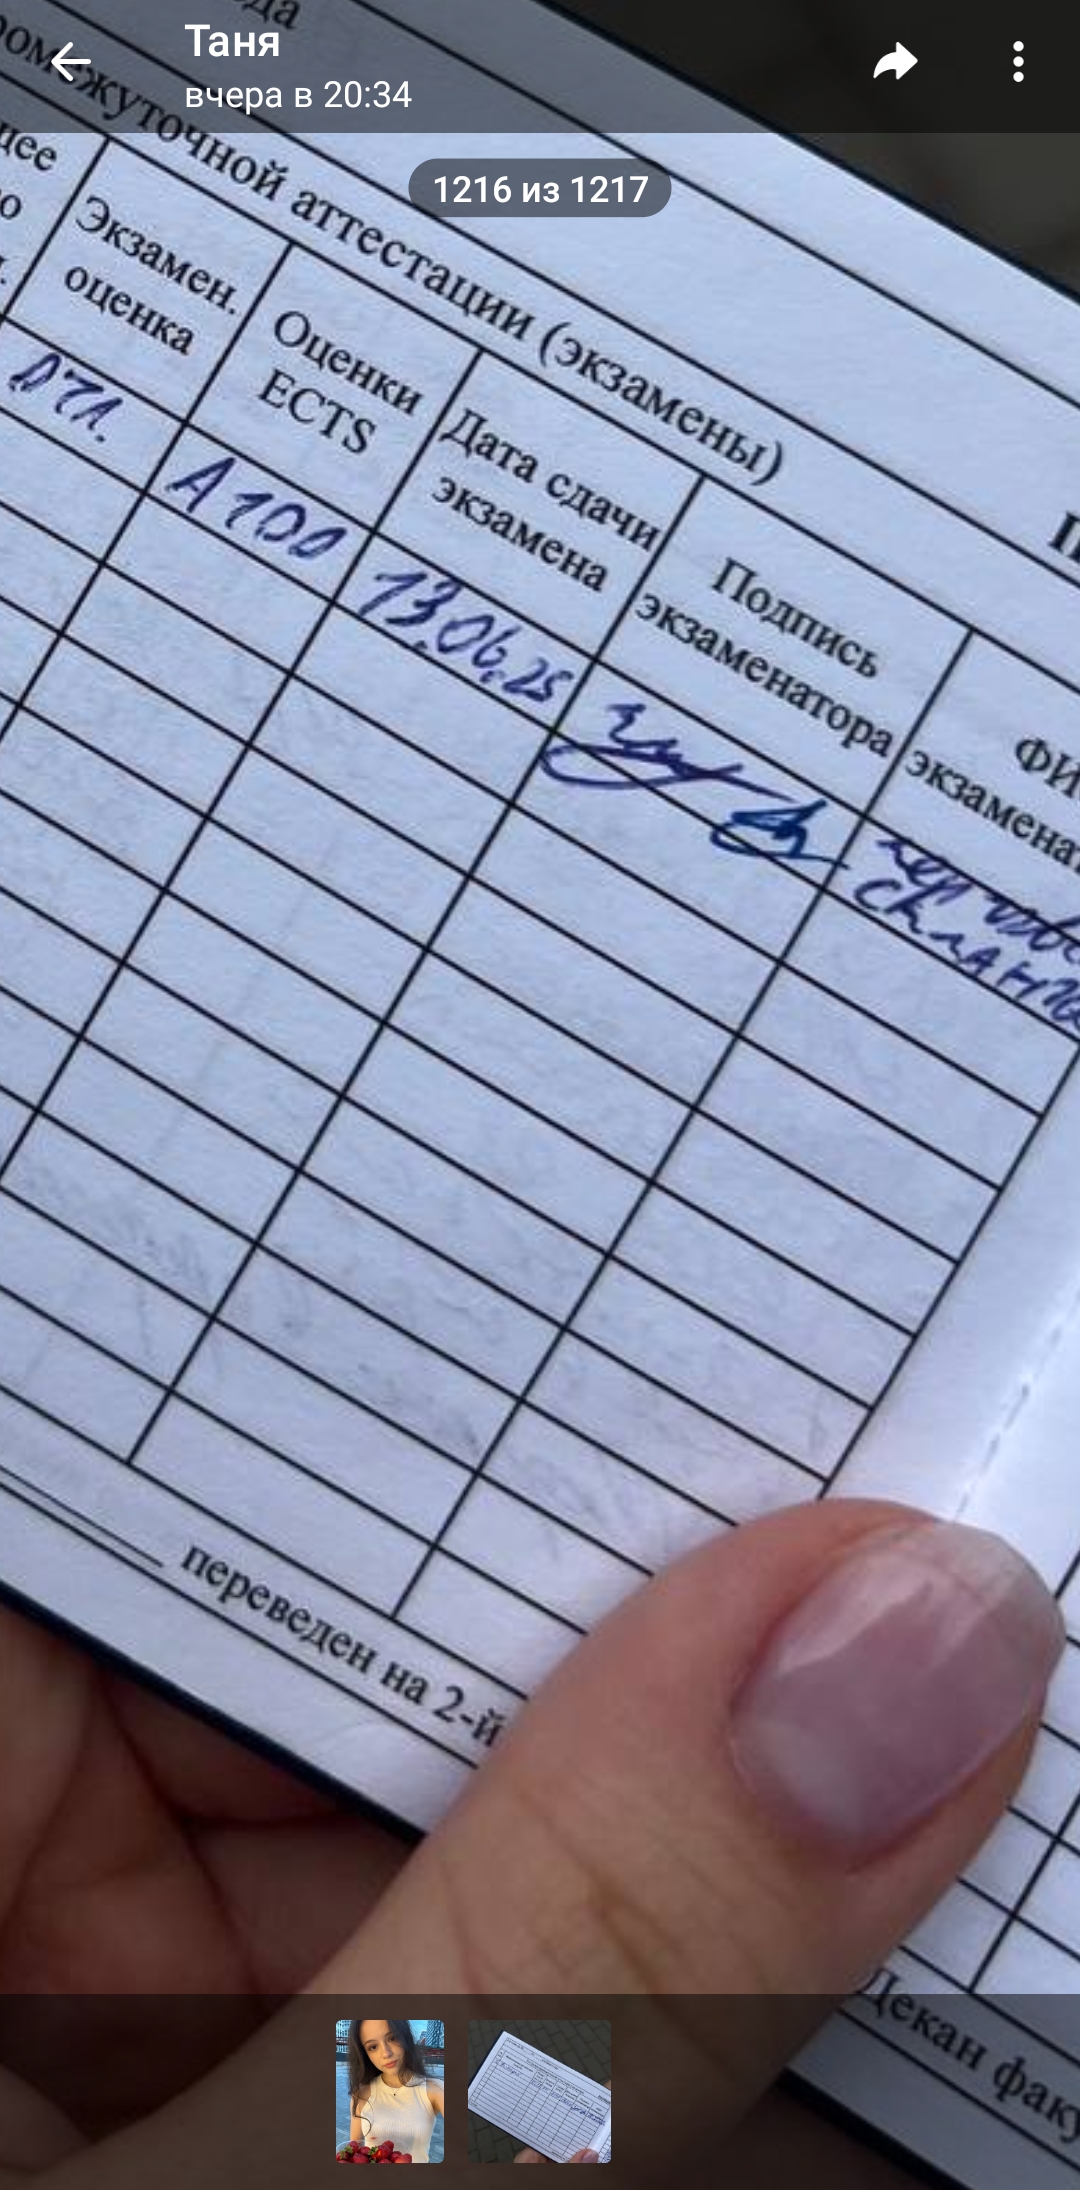 Таня
вчера в 20:34
1216 из 1217
ромежуточной аттестации (экзамены)
Экзамен.
оценка
Оценки
ECTS
Дата сдачи
экзамена
Подпись
экзаменатора
ФИ
экзамена
отл.
A 100
13.06.25
переведен на 2-й
Декан факу